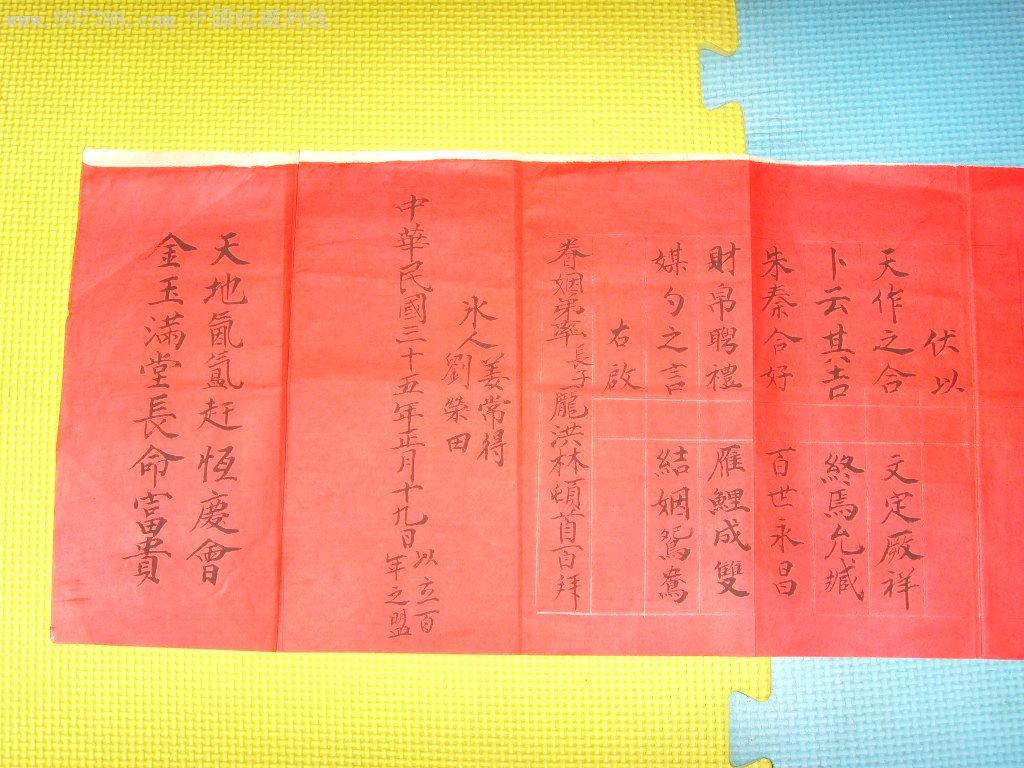 伏以
天作之合 文定厥祥
卜云其吉 終焉允臧
朱秦合好 百世永昌
財帛聘禮 雁鯉成雙
媒勺之言 結姻鴛鴦
右啟
眷姻弟率長子龐洪林頓首百拜
姜常得
冰人
劉榮田
中華民國三十五年正月十九日以立百年之盟
天地氤氳赶恆慶會
金玉滿堂長命富貴
www.997788.com 中国收藏热线